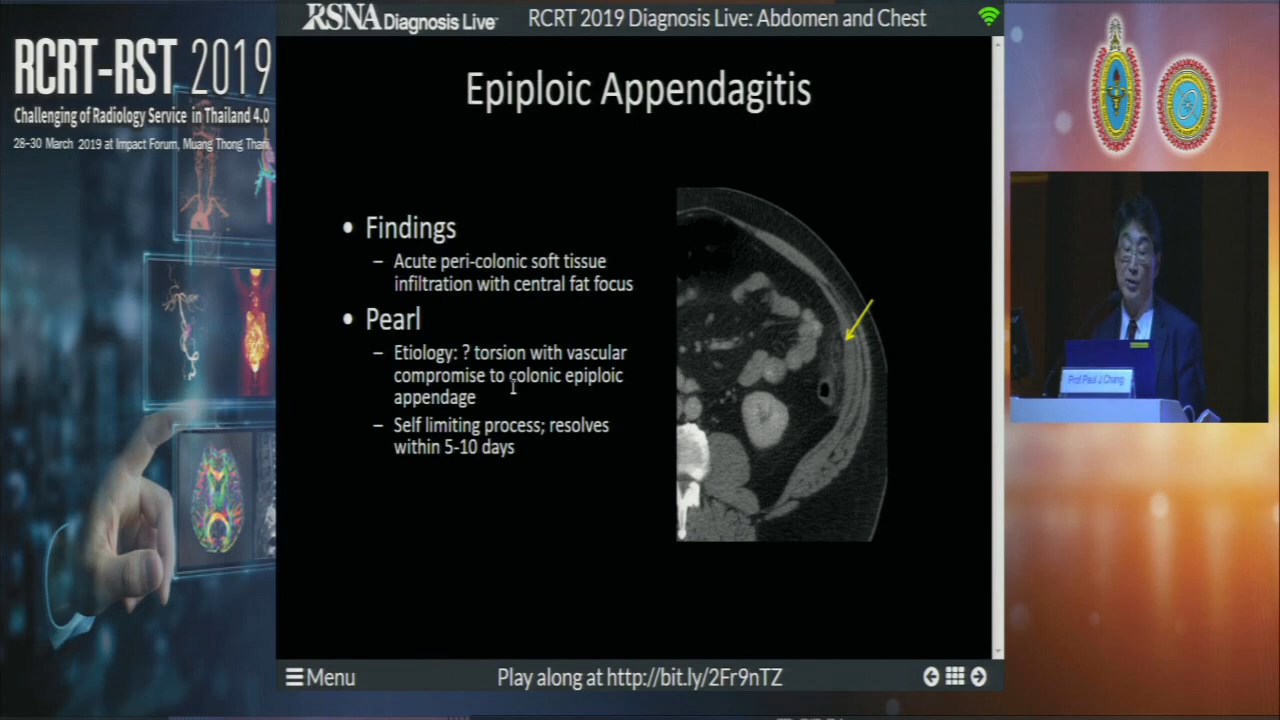 RSNA Diagnosis Live™
RCRT 2019 Diagnosis Live: Abdomen and Chest
RCRT-RST 2019
Challenging of Radiology Service in Thailand 4.0
28-30 March 2019 at Impact Forum, Muang Thong Thani
Epiploic Appendagitis
• Findings
– Acute peri-colonic soft tissue
infiltration with central fat focus
• Pearl
– Etiology: ? torsion with vascular
compromise to colonic epiploic
appendage
– Self limiting process; resolves
within 5-10 days
Prof Paul J.Chang
Menu
Play along at http://bit.ly/2Fr9nTZ